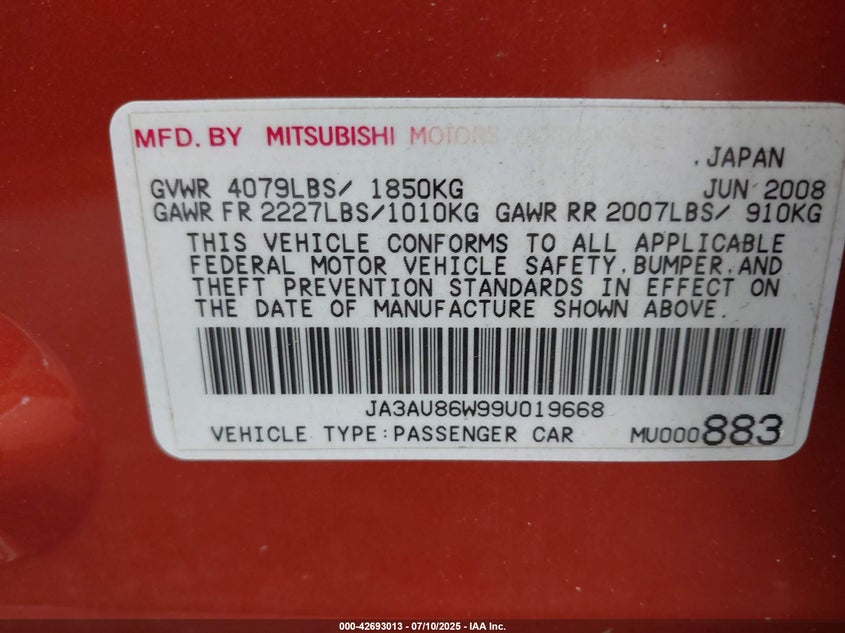 MFD. BY MITSUBISHI MOTORS
.JAPAN
GVWR 4079LBS/ 1850KG JUN 2008
GAWR FR 2227LBS/1010KG GAWR RR 2007LBS/ 910KG
THIS VEHICLE CONFORMS TO ALL APPLICABLE
FEDERAL MOTOR VEHICLE SAFETY,BUMPER,AND
THEFT PREVENTION STANDARDS IN EFFECT ON
THE DATE OF MANUFACTURE SHOWN ABOVE.
JA3AU86W99U019668
VEHICLE TYPE:PASSENGER CAR MU000883
000-42693013 - 07/10/2025 - IAA Inc.